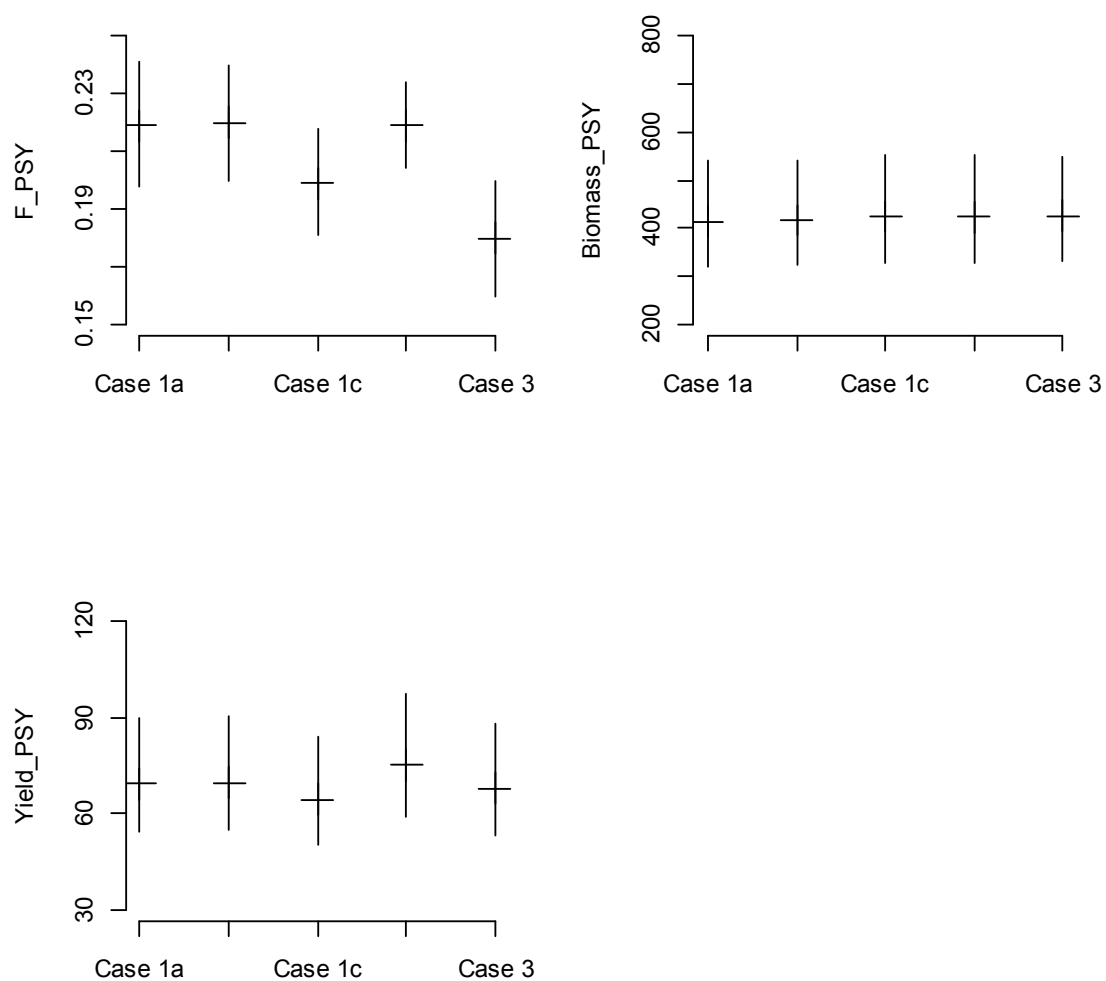 F_PSY
0.23
0.19
0.15
Case 1a Case 1c Case 3
Biomass_PSY
800
600
400
200
Case 1a Case 1c Case 3
Yield_PSY
120
90
60
30
Case 1a Case 1c Case 3